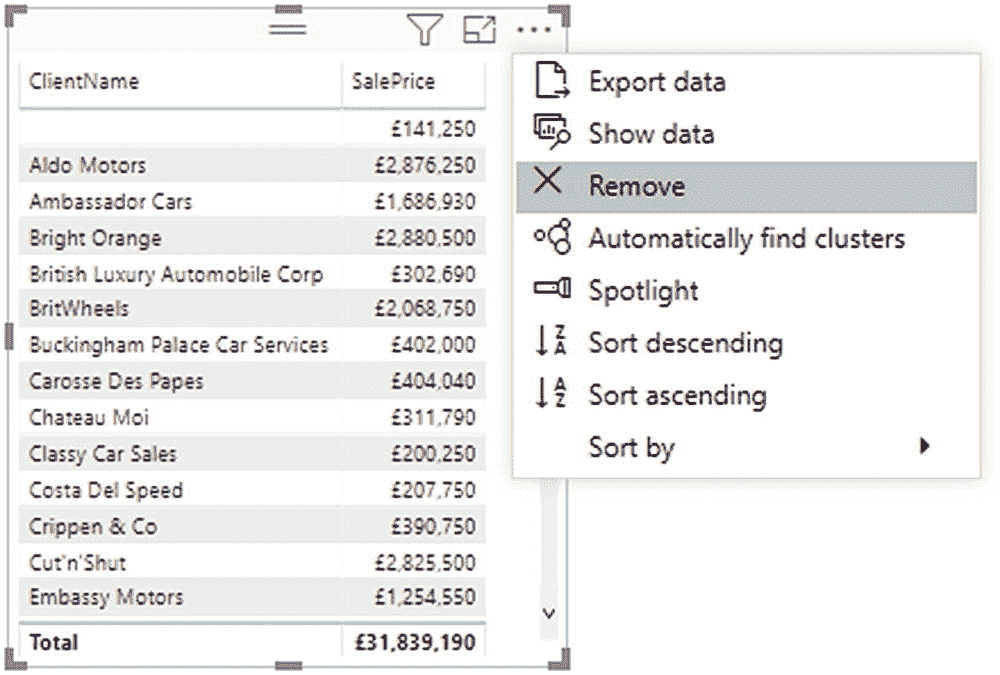 ClientName SalePrice
£141,250
Aldo Motors £2,876,250
Ambassador Cars £1,686,930
Bright Orange £2,880,500
British Luxury Automobile Corp £302,690
BritWheels £2,068,750
Buckingham Palace Car Services £402,000
Carosse Des Papes £404,040
Chateau Moi £311,790
Classy Car Sales £200,250
Costa Del Speed £207,750
Crippen & Co £390,750
Cut'n'Shut £2,825,500
Embassy Motors £1,254,550
Total £31,839,190
Export data
Show data
Remove
Automatically find clusters
Spotlight
Z
A
Sort descending
A
Z
Sort ascending
Sort by